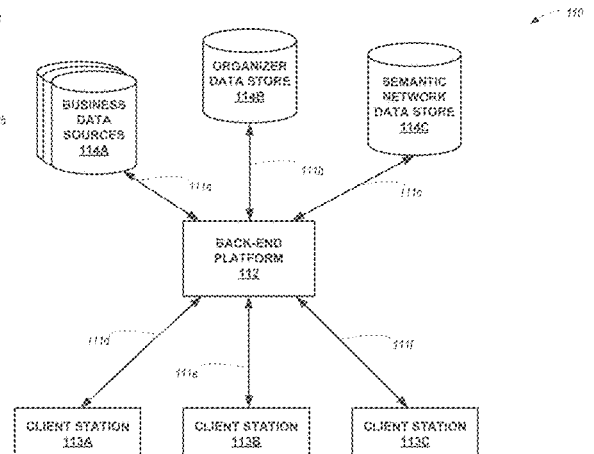 110
ORGANIZER
DATA STORE
114B
SEMANTIC
NETWORK
DATA STORE
114C
BUSINESS
DATA
SOURCES
114A
111a
111b
111c
BACK-END
PLATFORM
112
111d
111e
111f
CLIENT STATION
113A
CLIENT STATION
113B
CLIENT STATION
113C